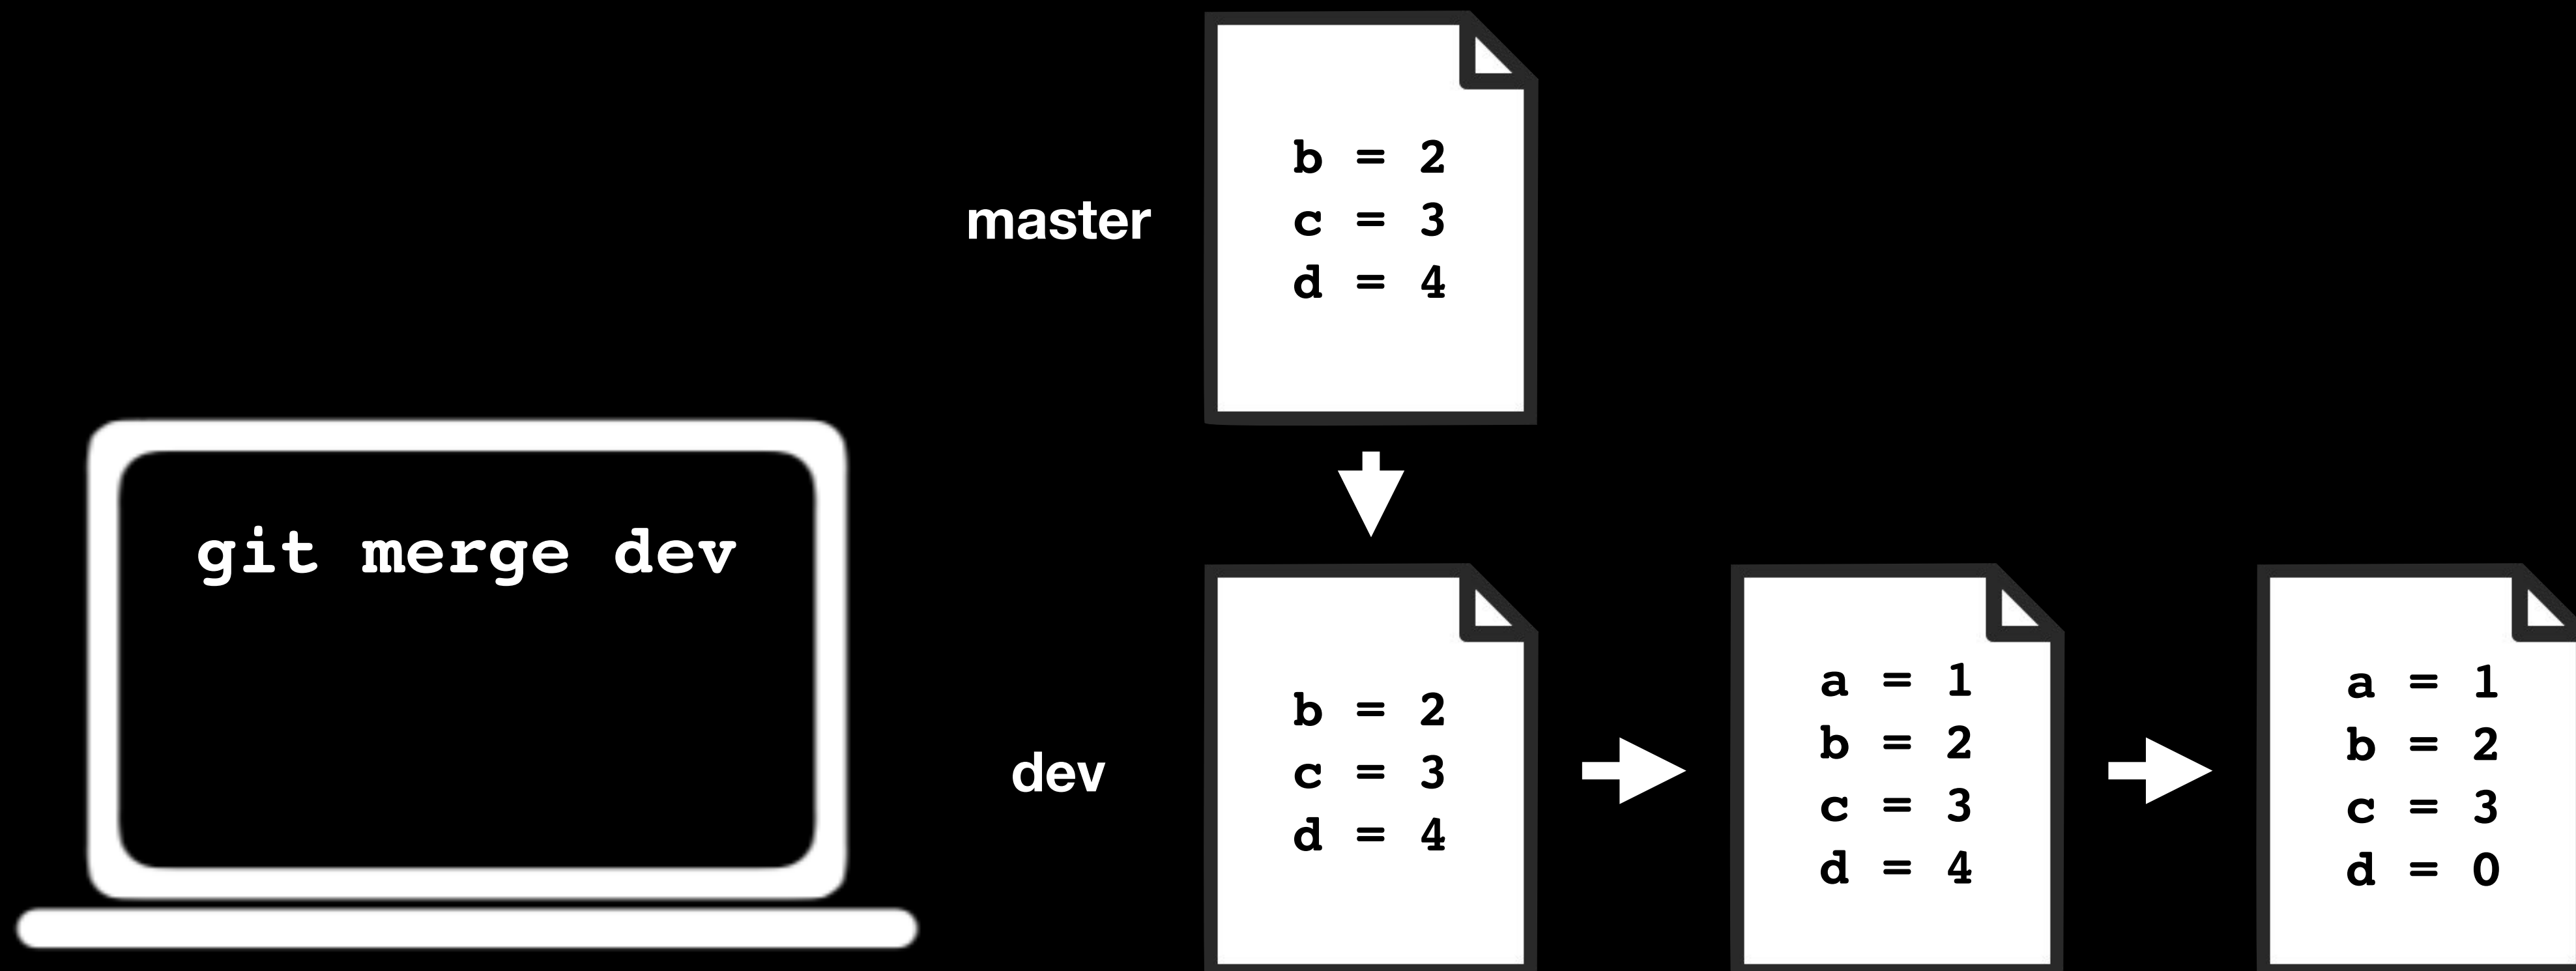 master
b = 2
c = 3
d = 4
git merge dev
dev
b = 2
c = 3
d = 4
a = 1
b = 2
c = 3
d = 4
a = 1
b = 2
c = 3
d = 0